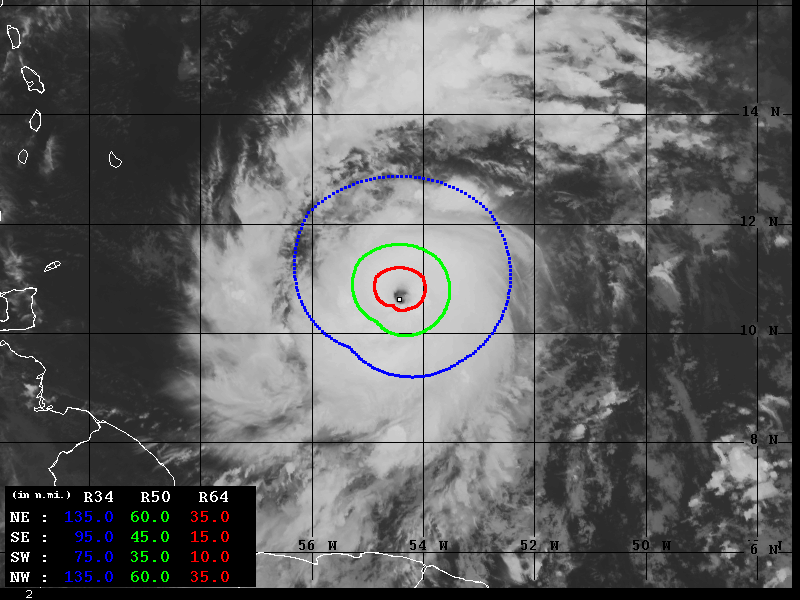 14 N
12 N
10 N
8 N
56 W 54 W 52 W 50 W 6 N
(in n.mi.) R34 R50 R64
NE : 135.0 60.0 35.0
SE : 95.0 45.0 15.0
SW : 75.0 35.0 10.0
NW : 135.0 60.0 35.0
2